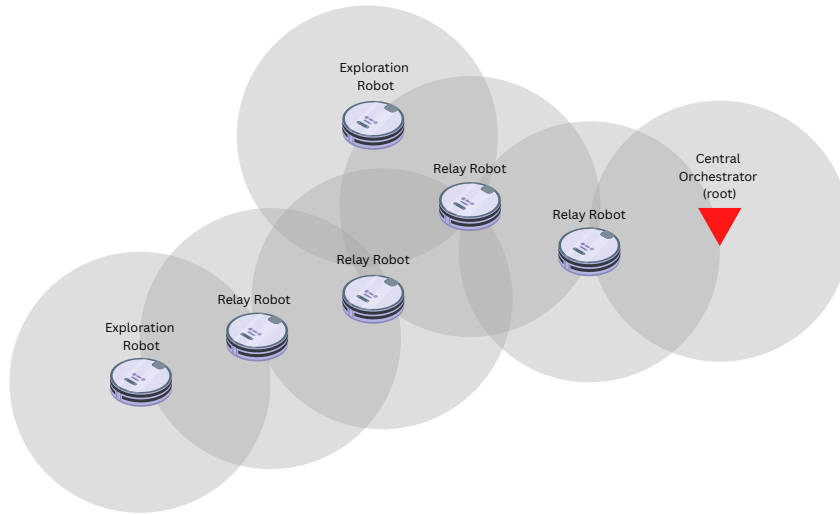 Exploration
Robot
Relay Robot
Central
Orchestrator
(root)
Relay Robot
Relay Robot
Relay Robot
Exploration
Robot